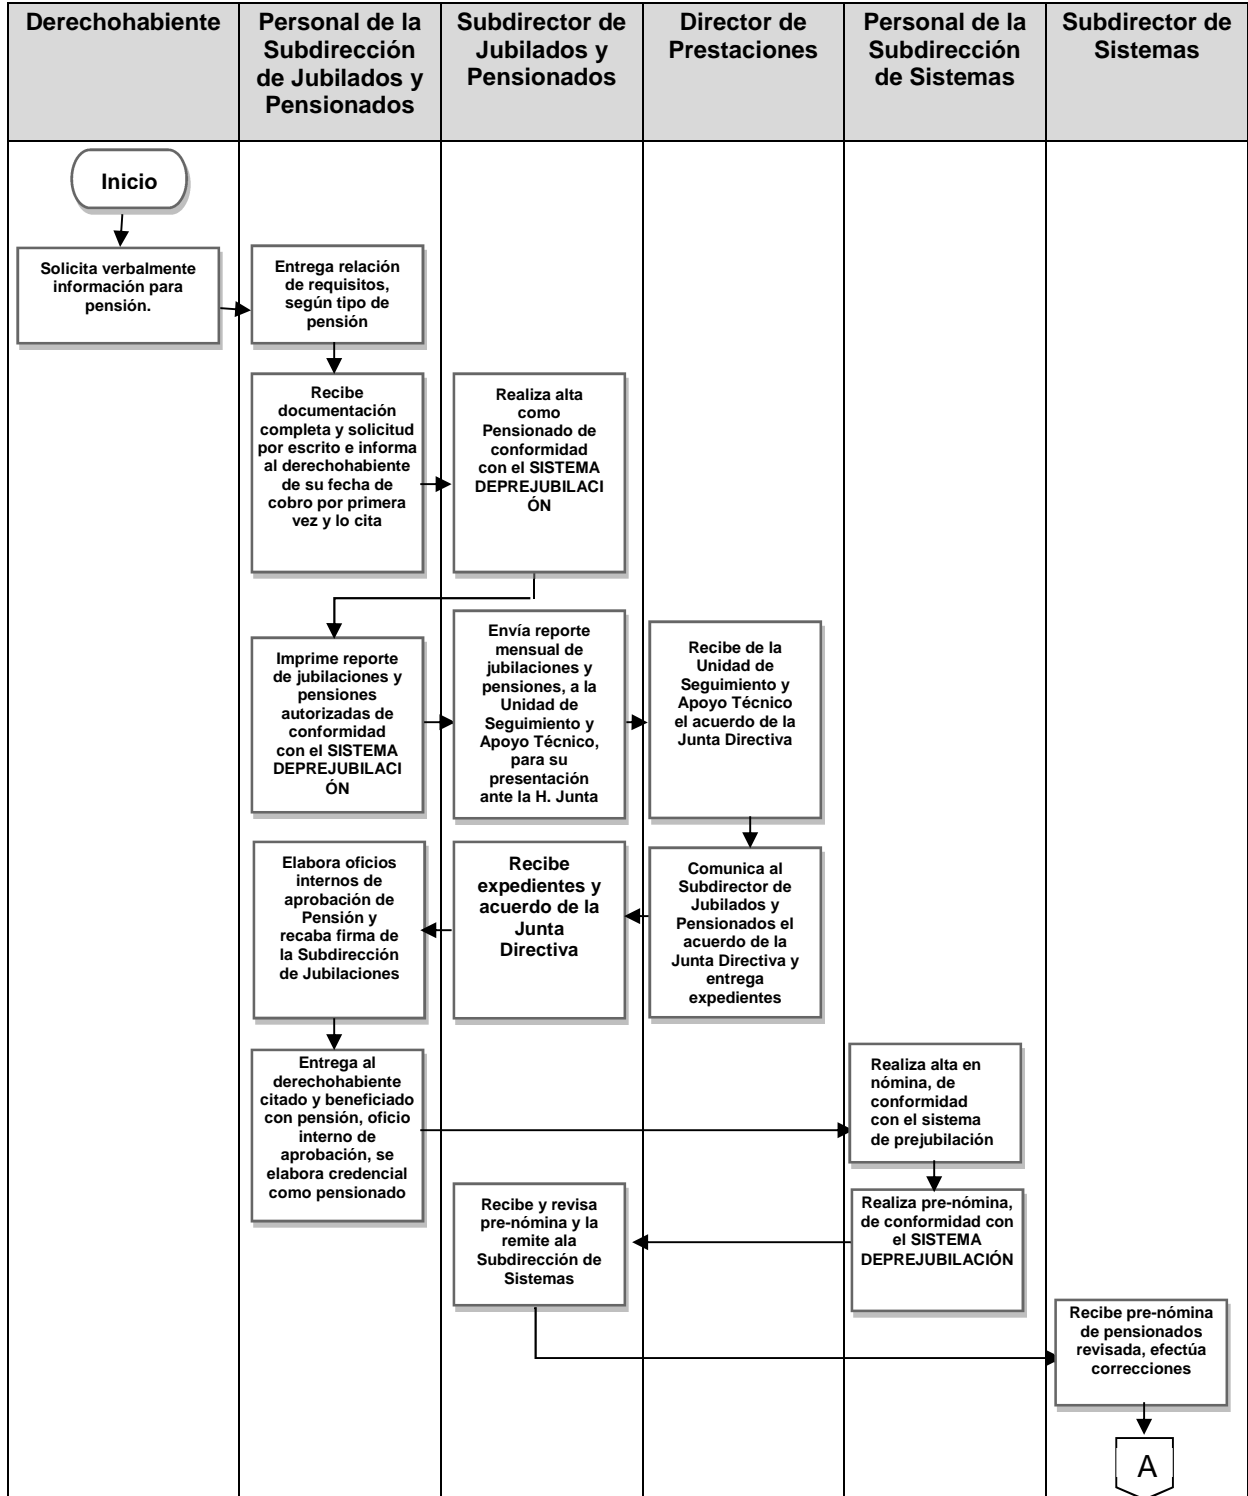 Derechohabiente
Personal de la
Subdirección
de Jubilados y
Pensionados
Subdirector de
Jubilados y
Pensionados
Director de
Prestaciones
Personal de la
Subdirección
de Sistemas
Subdirector de
Sistemas
Inicio
Solicita verbalmente
información para
pensión.
Entrega relación
de requisitos,
según tipo de
pensión
Recibe
documentación
completa y solicitud
por escrito e informa
al derechohabiente
de su fecha de
cobro por primera
vez y lo cita
Realiza alta
como
Pensionado de
conformidad
con el SISTEMA
DEPREJUBILACI
ÓN
Imprime reporte
de jubilaciones y
pensiones
autorizadas de
conformidad
con el SISTEMA
DEPREJUBILACI
ÓN
Envía reporte
mensual de
jubilaciones y
pensiones, a la
Unidad de
Seguimiento y
Apoyo Técnico,
para su
presentación
ante la H. Junta
Recibe de la
Unidad de
Seguimiento y
Apoyo Técnico
el acuerdo de la
Junta Directiva
Comunica al
Subdirector de
Jubilados y
Pensionados el
acuerdo de la
Junta Directiva y
entrega
expedientes
Recibe
expedientes y
acuerdo de la
Junta
Directiva
Elabora oficios
internos de
aprobación de
Pensión y
recaba firma de
la Subdirección
de Jubilaciones
Entrega al
derechohabiente
citado y beneficiado
con pensión, oficio
interno de
aprobación, se
elabora credencial
como pensionado
Realiza alta en
nómina, de
conformidad
con el sistema
de prejubilación
Realiza pre-nómina,
de conformidad con
el SISTEMA
DEPREJUBILACIÓN
Recibe y revisa
pre-nómina y la
remite ala
Subdirección de
Sistemas
Recibe pre-nómina
de pensionados
revisada, efectúa
correcciones
A